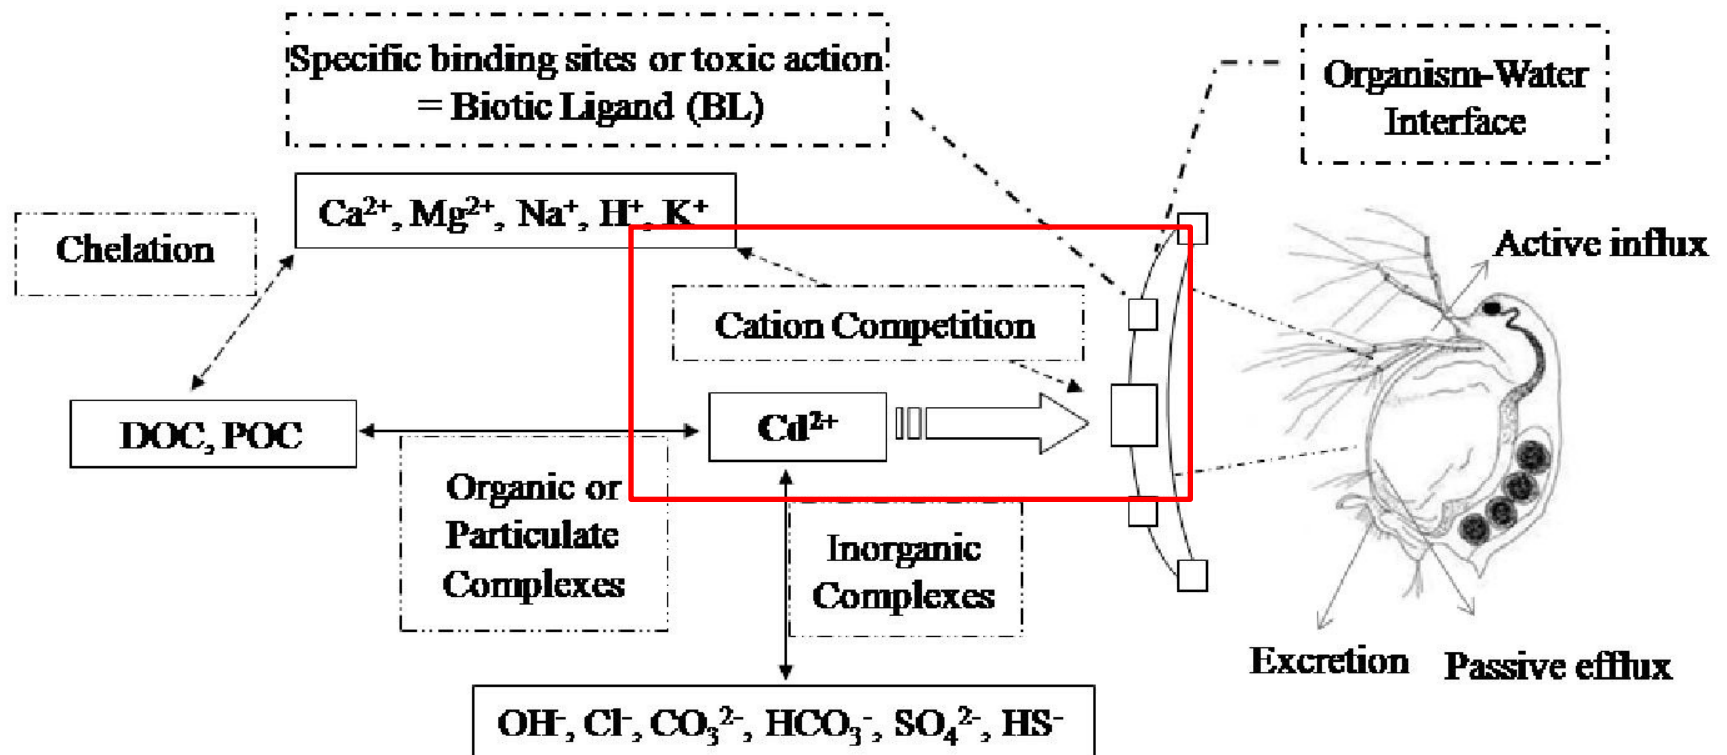 Specific binding sites or toxic action
= Biotic Ligand (BL)
Organism-Water
Interface
Ca²⁺, Mg²⁺, Na⁺, H⁺, K⁺
Chelation
Active influx
Cation Competition
DOC, POC
Cd²⁺
Organic or
Particulate
Complexes
Inorganic
Complexes
Excretion
Passive efflux
OH⁻, Cl⁻, CO₃²⁻, HCO₃⁻, SO₄²⁻, HS⁻